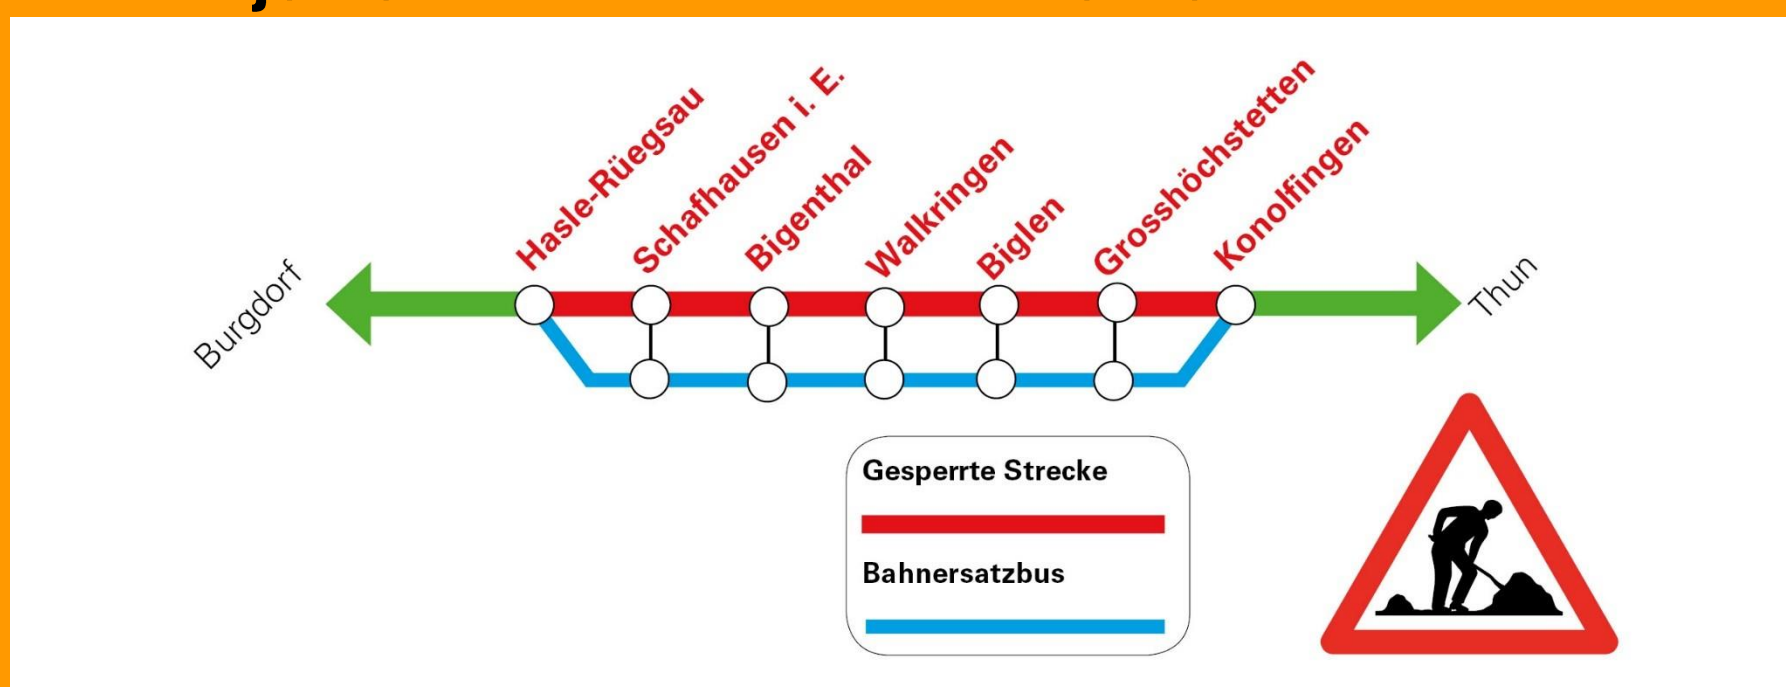 Burgdorf
Hasle-Rüegsau
Schafhausen i. E.
Bigenthal
Walkringen
Biglen
Grosshöchstetten
Konolfingen
Thun
Gesperrte Strecke
Bahnersatzbus